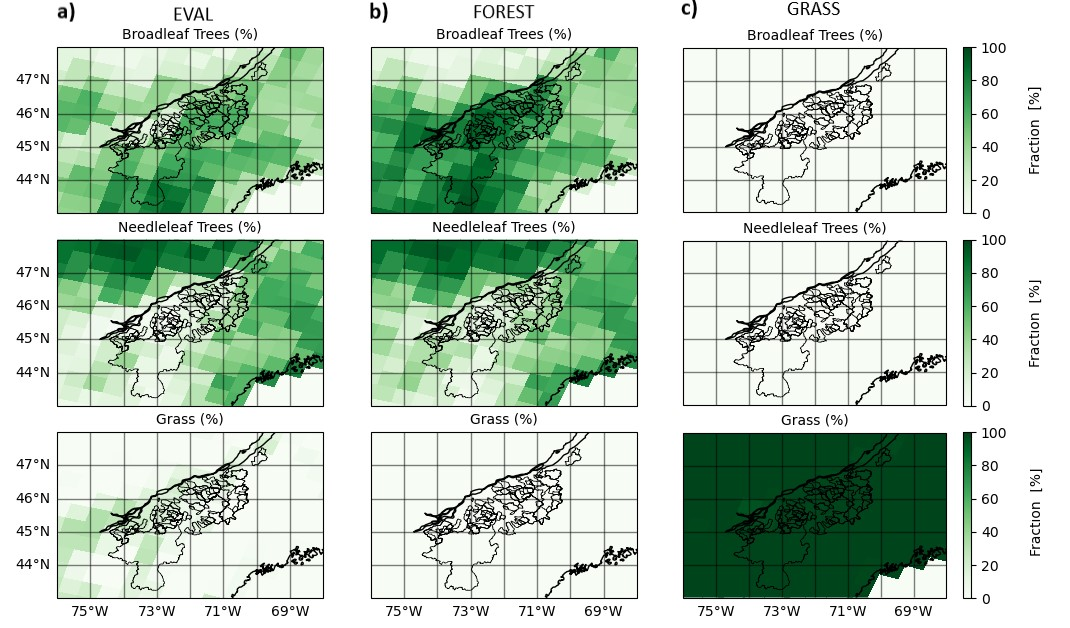 a) EVAL b) FOREST c) GRASS
Broadleaf Trees (%) Broadleaf Trees (%) Broadleaf Trees (%)
47°N
46°N
45°N
44°N
100
80
60
40
20
0
Fraction [%]
Needleleaf Trees (%) Needleleaf Trees (%) Needleleaf Trees (%)
47°N
46°N
45°N
44°N
100
80
60
40
20
0
Fraction [%]
Grass (%) Grass (%) Grass (%)
47°N
46°N
45°N
44°N
100
80
60
40
20
0
Fraction [%]
75°W 73°W 71°W 69°W 75°W 73°W 71°W 69°W 75°W 73°W 71°W 69°W